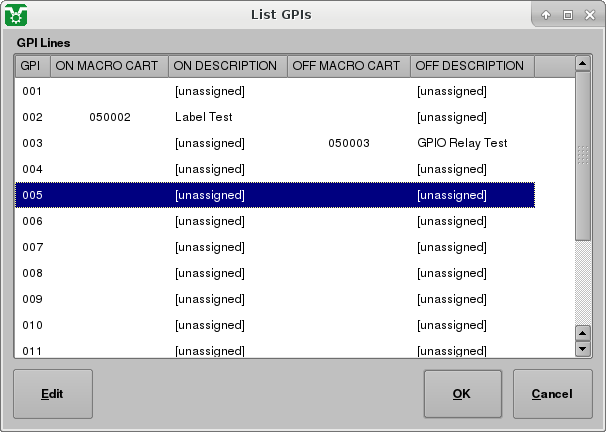 List GPIs
GPI Lines
GPI ON MACRO CART ON DESCRIPTION OFF MACRO CART OFF DESCRIPTION
001 [unassigned] [unassigned]
002 050002 Label Test [unassigned]
003 [unassigned] 050003 GPIO Relay Test
004 [unassigned] [unassigned]
005 [unassigned] [unassigned]
006 [unassigned] [unassigned]
007 [unassigned] [unassigned]
008 [unassigned] [unassigned]
009 [unassigned] [unassigned]
010 [unassigned] [unassigned]
011 [unassigned] [unassigned]
Edit OK Cancel